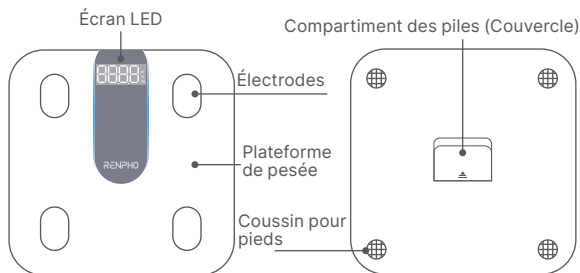 Écran LED
Compartiment des piles (Couvercle)
Électrodes
RENPHO
Plateforme
de pesée
Coussin pour
pieds